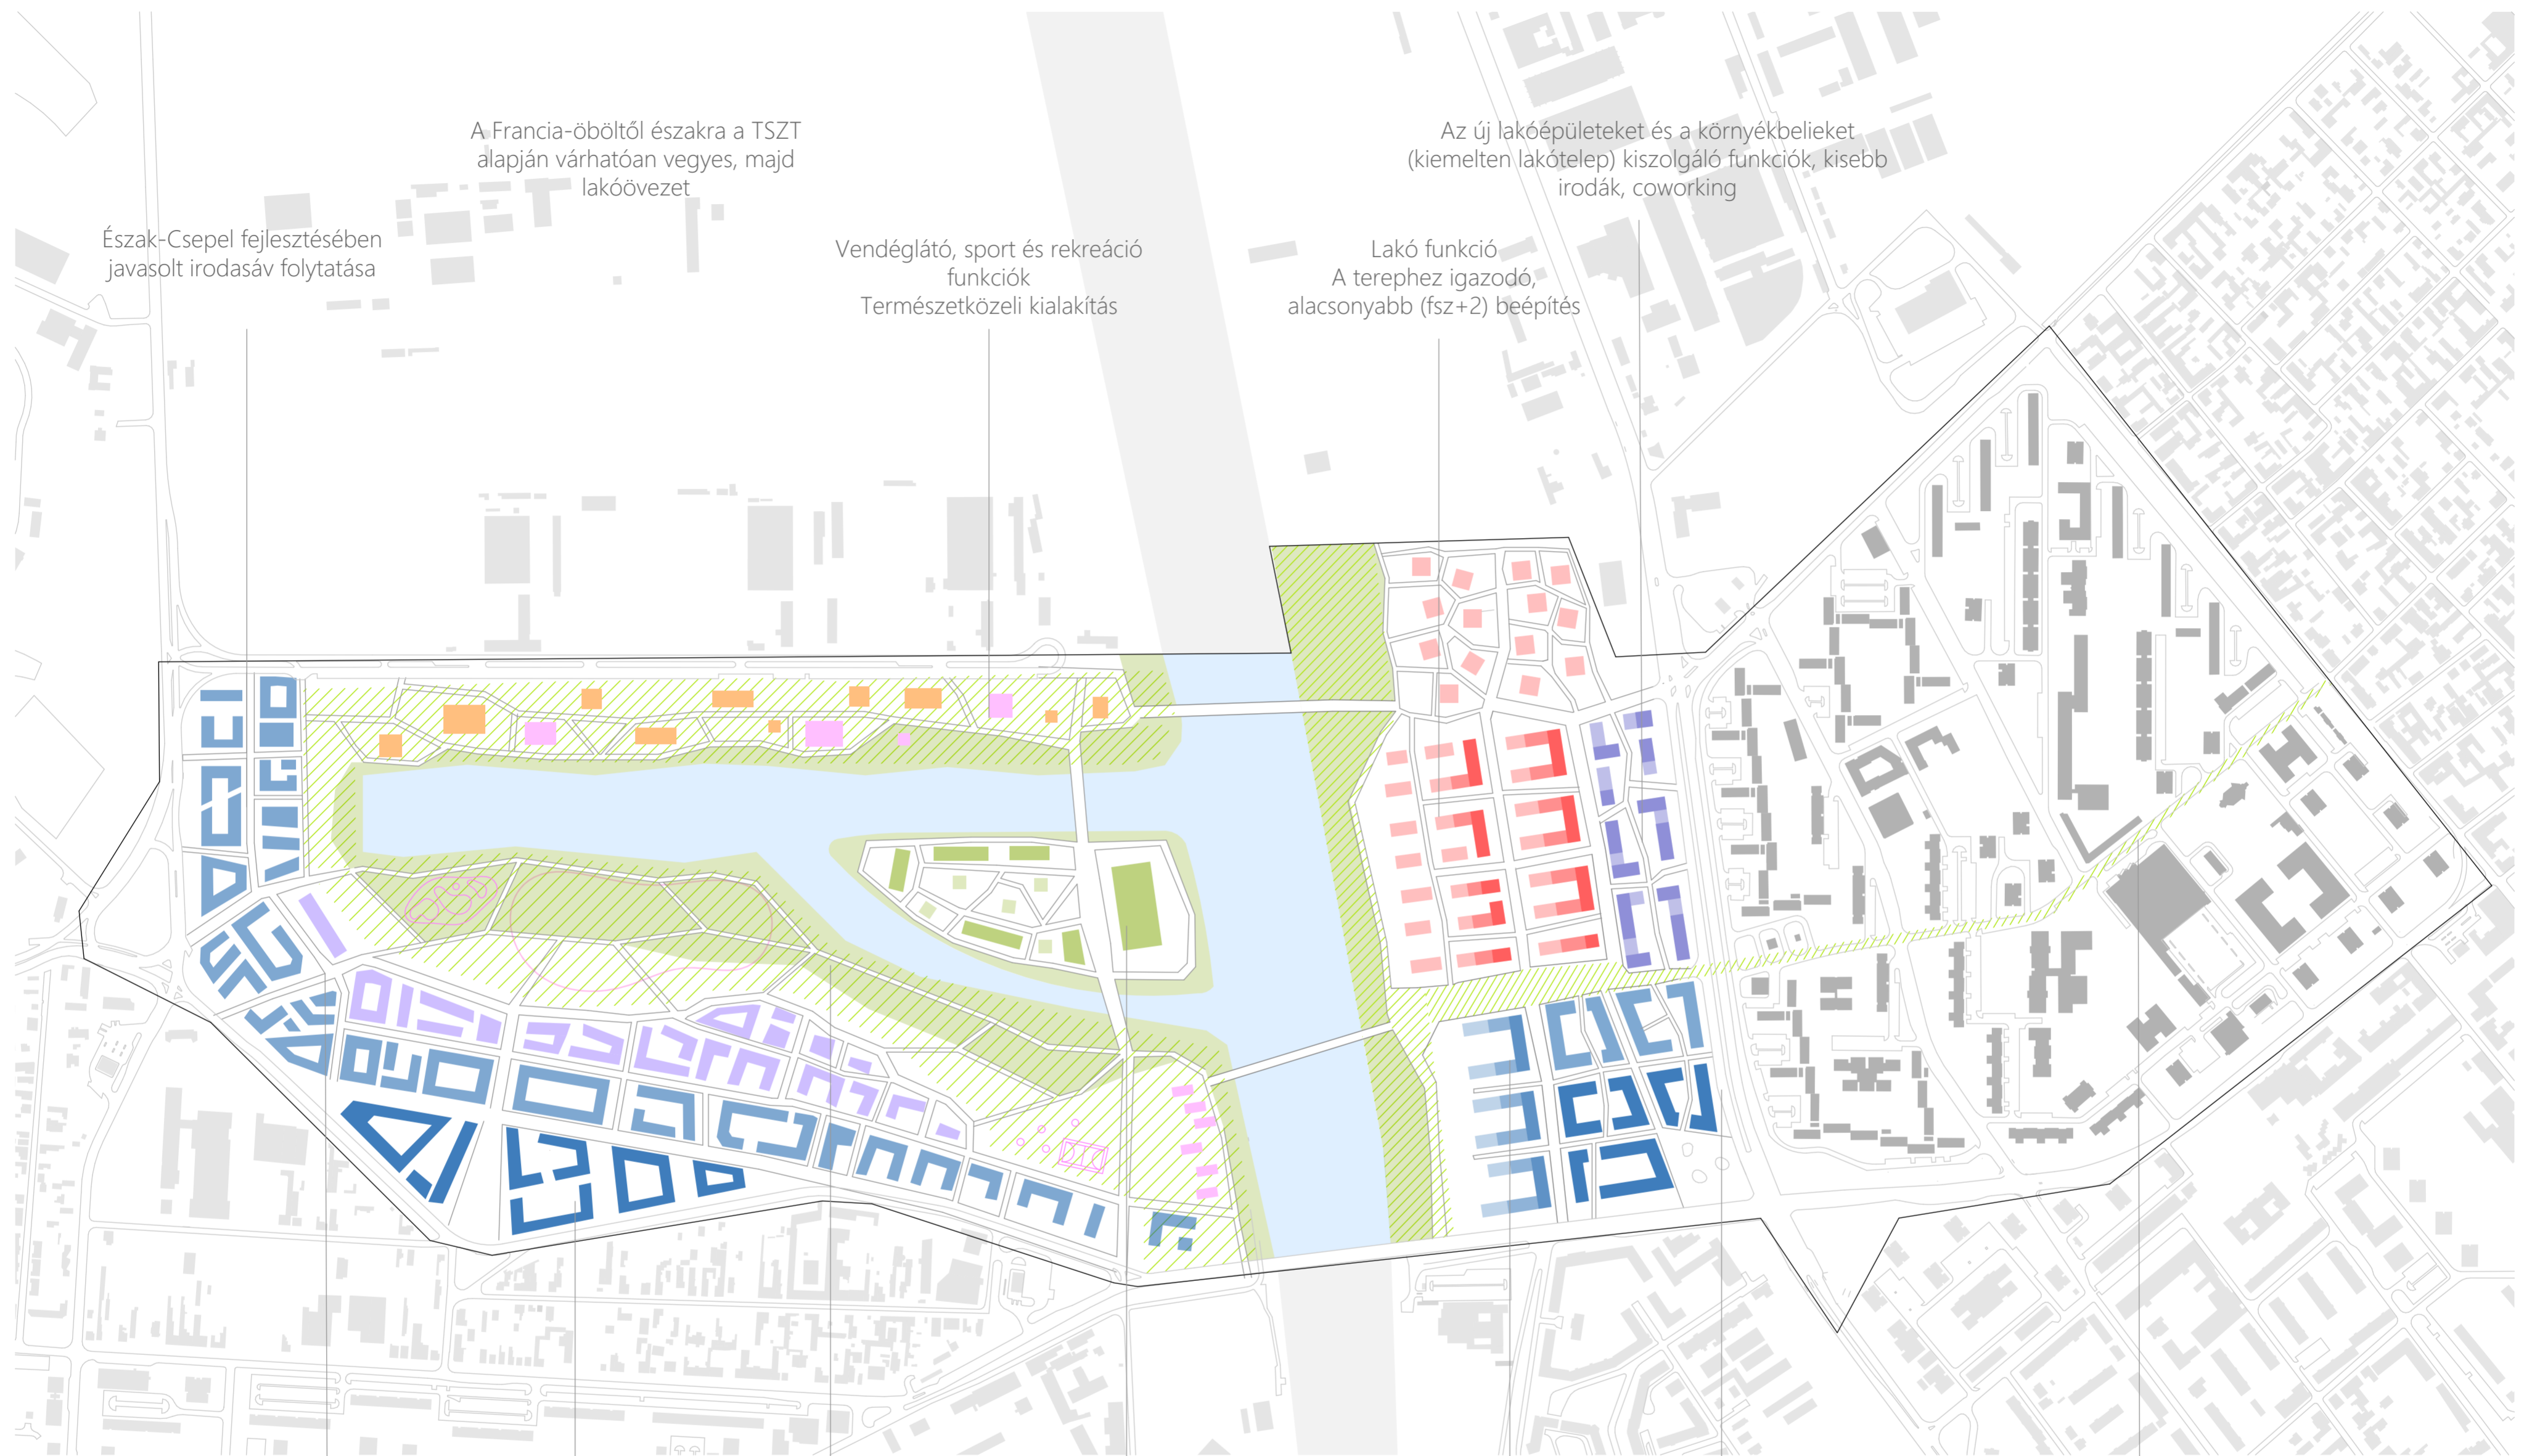 A Francia-öböltől északra a TSZT
alapján várhatóan vegyes, majd
lakóövezet
Az új lakóépületeket és a környékbelieket
(kiemelten lakótelep) kiszolgáló funkciók, kisebb
irodák, coworking
Észak-Csepel fejlesztésében
javasolt irodasáv folytatása
Vendéglátó, sport és rekreáció
funkciók
Természetközeli kialakítás
Lakó funkció
A terephez igazodó,
alacsonyabb (fsz+2) beépítés